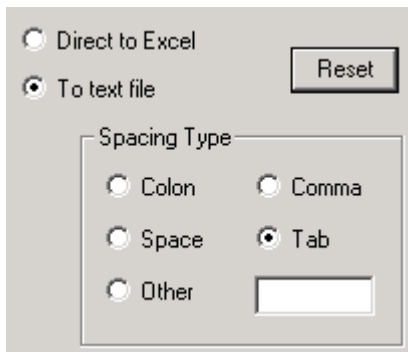 Direct to Excel
Reset
To text file
Spacing Type
Colon Comma
Space Tab
Other